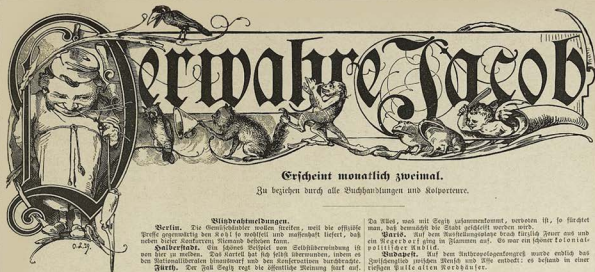 Der wahre Jacob
Erscheint monatlich zweimal.
Zu beziehen durch alle Buchhandlungen und Kolporteure.
Blitzdrahtmeldungen.
Berlin. Die Gemüsehändler wollen streiken, weil die offiziöse
Presse gegenwärtig den Kohl so wohlfeil und massenhaft liefert, daß
neben dieser Konkurrenz Niemand bestehen kann.
Halberstadt. Ein schönes Beispiel von Selbstüberwindung ist
von hier zu melden. Das Kartell hat sich selbst überwunden, indem es
den Nationalliberalen hinauswarf und den Konservativen durchbrachte.
Fürth. Der Fall Segitz regt die öffentliche Meinung stark auf.
Da Alles, was mit Segitz zusammenkommt, verboten ist, so fürchtet
man, daß demnächst die Stadt geschleift werden wird.
Paris. Auf dem Ausstellungsplatz brach kürzlich Feuer aus und
ein Negerdorf ging in Flammen auf. Es war ein schöner kolonial-
politischer Anblick.
Budapest. Auf dem Anthropologenkongreß wurde endlich das
Zwischenglied zwischen Mensch und Affe entdeckt; es bestand in einer
riesigen Pulle alten Nordhäuser.